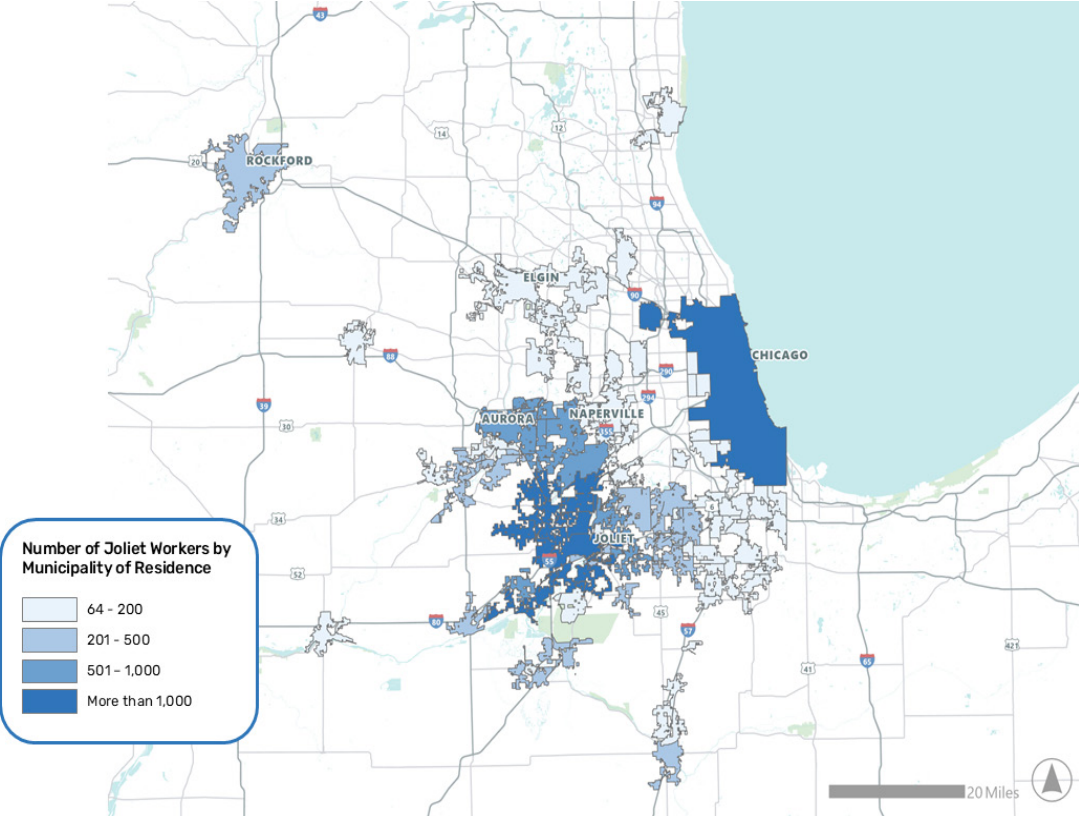 43
14
12
20
ROCKFORD
94
ELGIN
90
88
CHICAGO
290
294
39
30
AURORA
NAPERVILLE
355
34
JOLIET
55
52
80
45
57
65
421
41
Number of Joliet Workers by
Municipality of Residence
64 - 200
201 - 500
501 - 1,000
More than 1,000
20 Miles